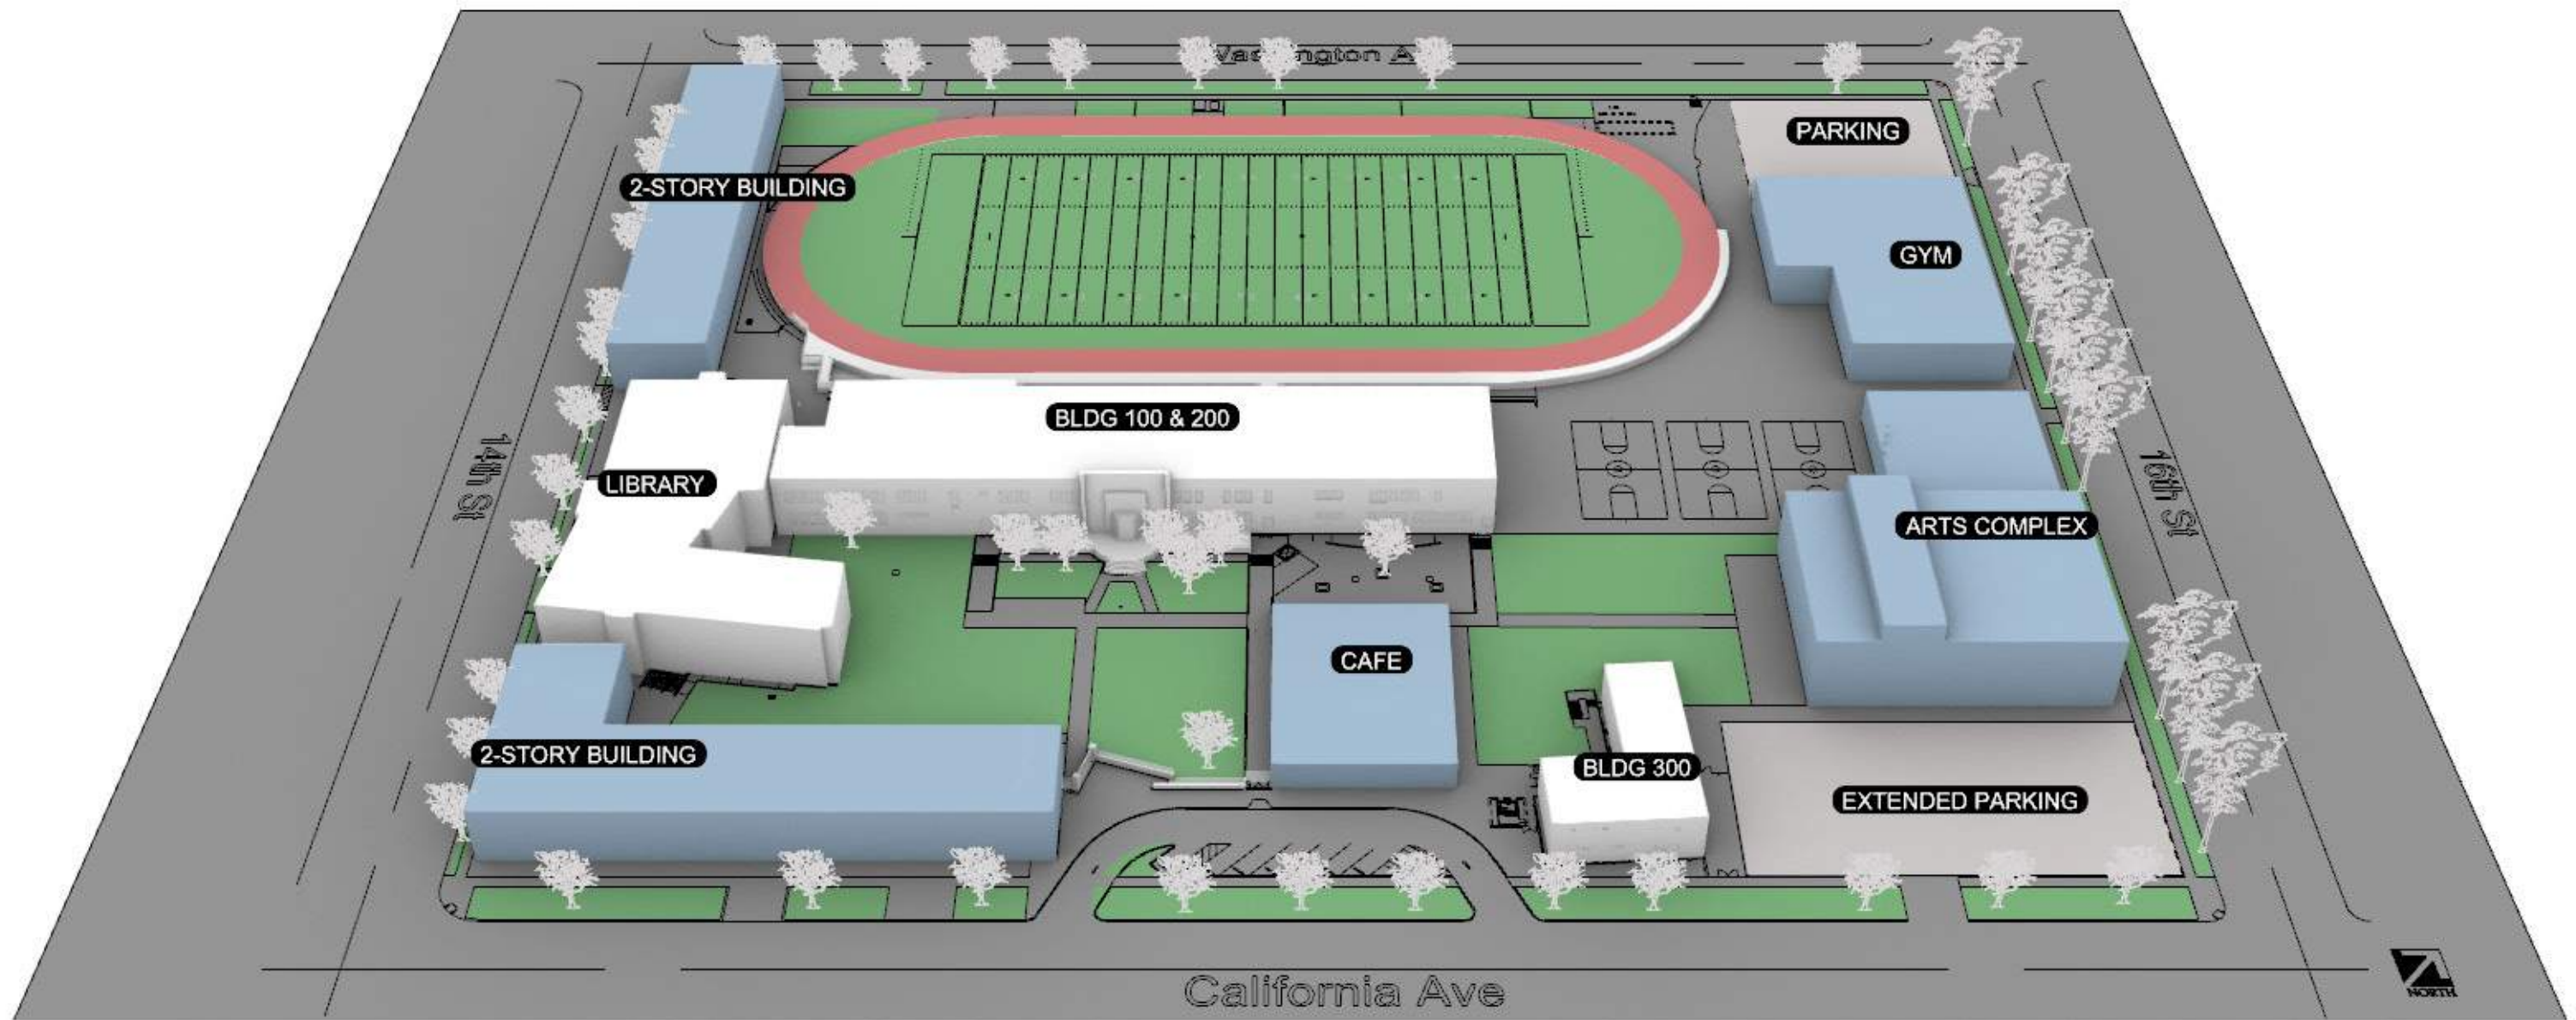 Washington A
2-STORY BUILDING
PARKING
GYM
BLDG 100 & 200
LIBRARY
14th St
16th St
ARTS COMPLEX
CAFE
2-STORY BUILDING
BLDG 300
EXTENDED PARKING
California Ave
NORTH